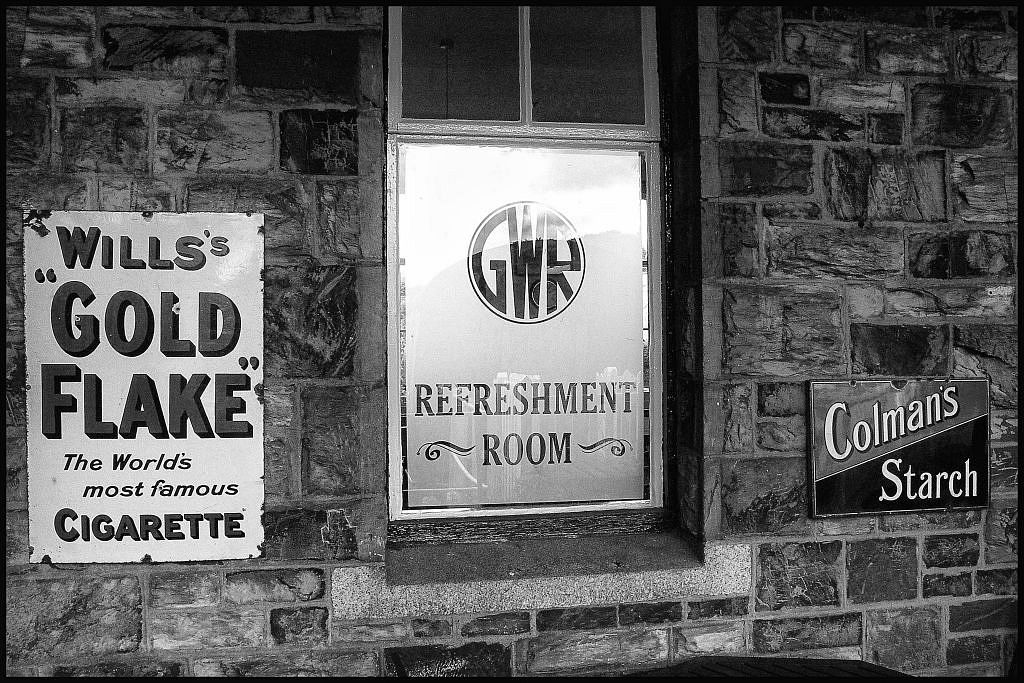 WILLS'S
"GOLD
FLAKE"
The World's
most famous
CIGARETTE
GWR
REFRESHMENT
ROOM
Colman's
Starch